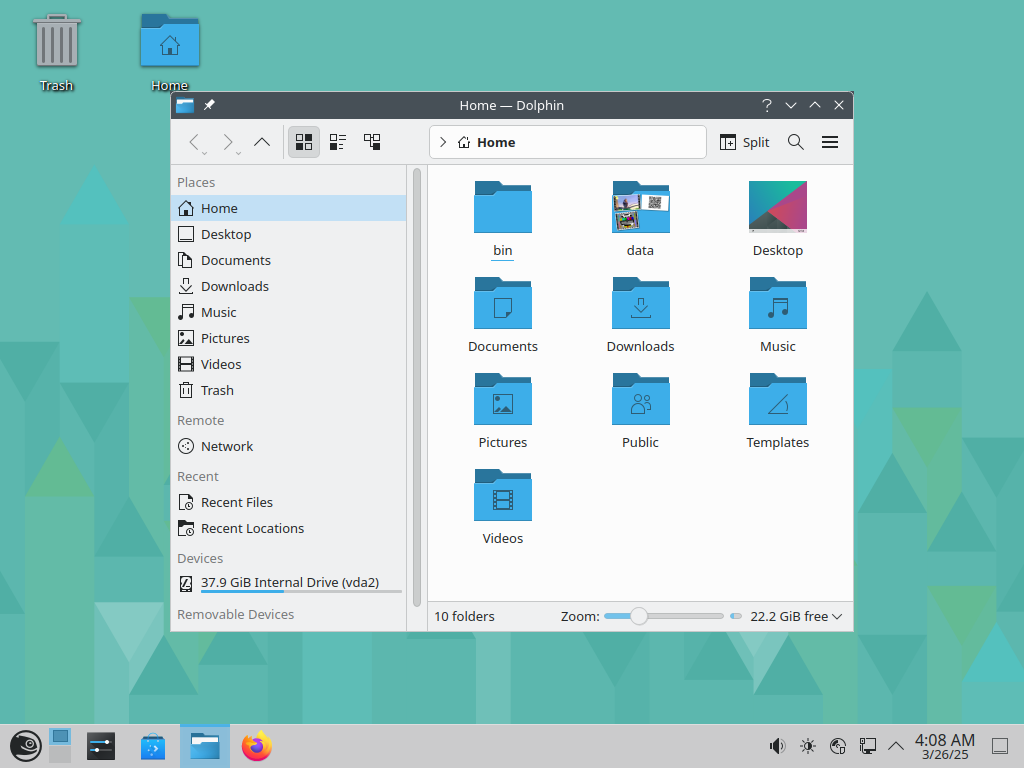 Trash
Home
Home — Dolphin
Home
Split
Places
Home
Desktop
Documents
Downloads
Music
Pictures
Videos
Trash
Remote
Network
Recent
Recent Files
Recent Locations
Devices
37.9 GiB Internal Drive (vda2)
Removable Devices
bin
data
Desktop
Documents
Downloads
Music
Pictures
Public
Templates
Videos
10 folders
Zoom:
22.2 GiB free
4:08 AM
3/26/25